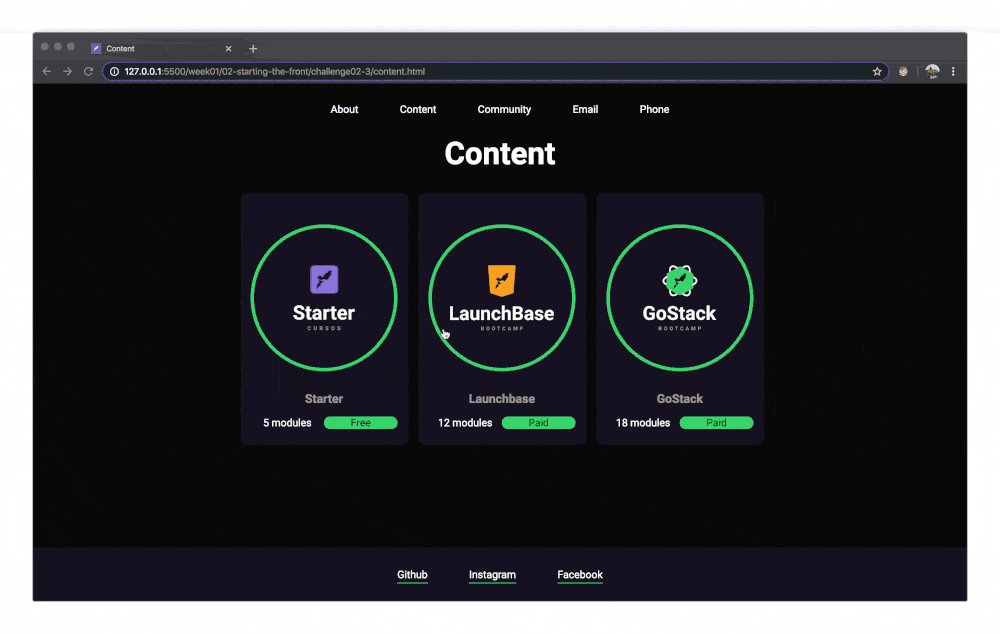 Content
127.0.0.1:5500/week01/02-starting-the-front/challenge02-3/content.html
About Content Community Email Phone
Content
Starter LaunchBase GoStack
CURSOS BOOTCAMP BOOTCAMP
Starter Launchbase GoStack
5 modules Free 12 modules Paid 18 modules Paid
Github Instagram Facebook